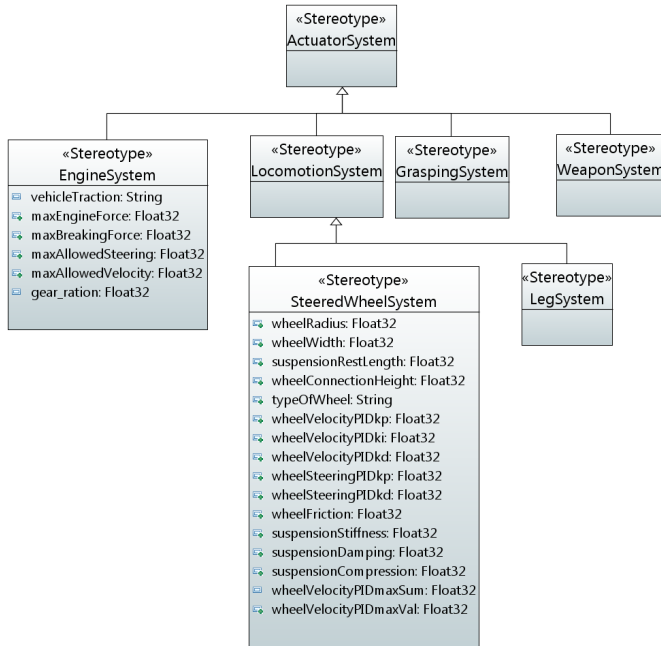 «Stereotype»
ActuatorSystem
«Stereotype»
EngineSystem
vehicleTraction: String
maxEngineForce: Float32
maxBreakingForce: Float32
maxAllowedSteering: Float32
maxAllowedVelocity: Float32
gear_ration: Float32
«Stereotype»
LocomotionSystem
«Stereotype»
GraspingSystem
«Stereotype»
WeaponSystem
«Stereotype»
SteeredWheelSystem
wheelRadius: Float32
wheelWidth: Float32
suspensionRestLength: Float32
wheelConnectionHeight: Float32
typeOfWheel: String
wheelVelocityPIDkp: Float32
wheelVelocityPIDki: Float32
wheelVelocityPIDkd: Float32
wheelSteeringPIDkp: Float32
wheelSteeringPIDkd: Float32
wheelFriction: Float32
suspensionStiffness: Float32
suspensionDamping: Float32
suspensionCompression: Float32
wheelVelocityPIDmaxSum: Float32
wheelVelocityPIDmaxVal: Float32
«Stereotype»
LegSystem